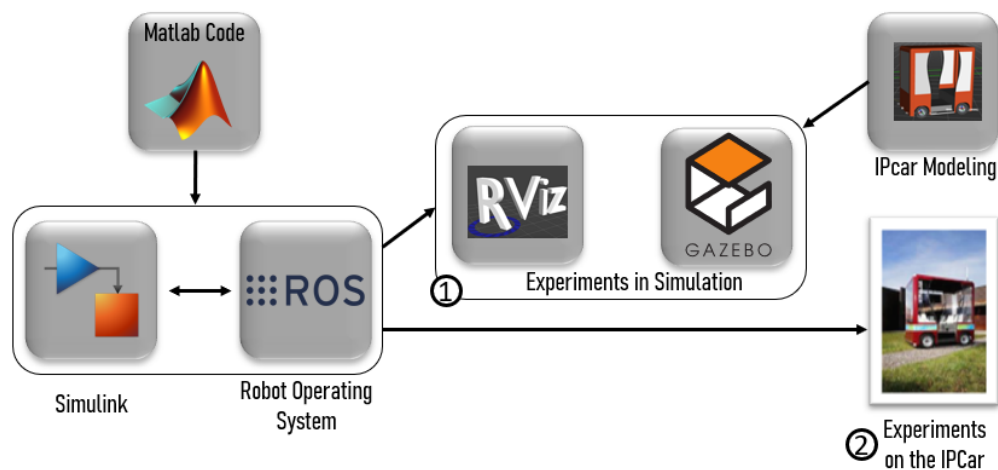 Matlab Code
IPcar Modeling
RViz
GAZEBO
Experiments in Simulation
1
ROS
Simulink
Robot Operating
System
2
Experiments
on the IPCar